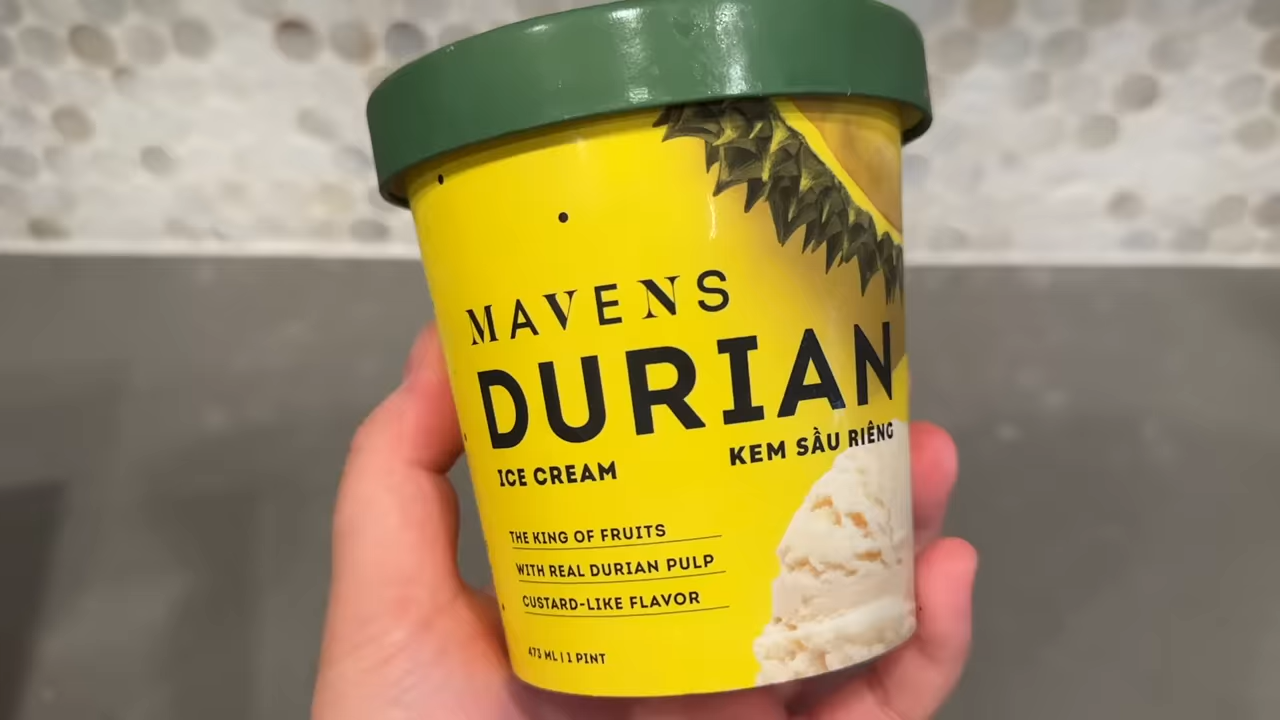 MAVENS
DURIAN
ICE CREAM
KEM SẦU RIÊNG
THE KING OF FRUITS
WITH REAL DURIAN PULP
CUSTARD-LIKE FLAVOR
473 ML | 1 PINT